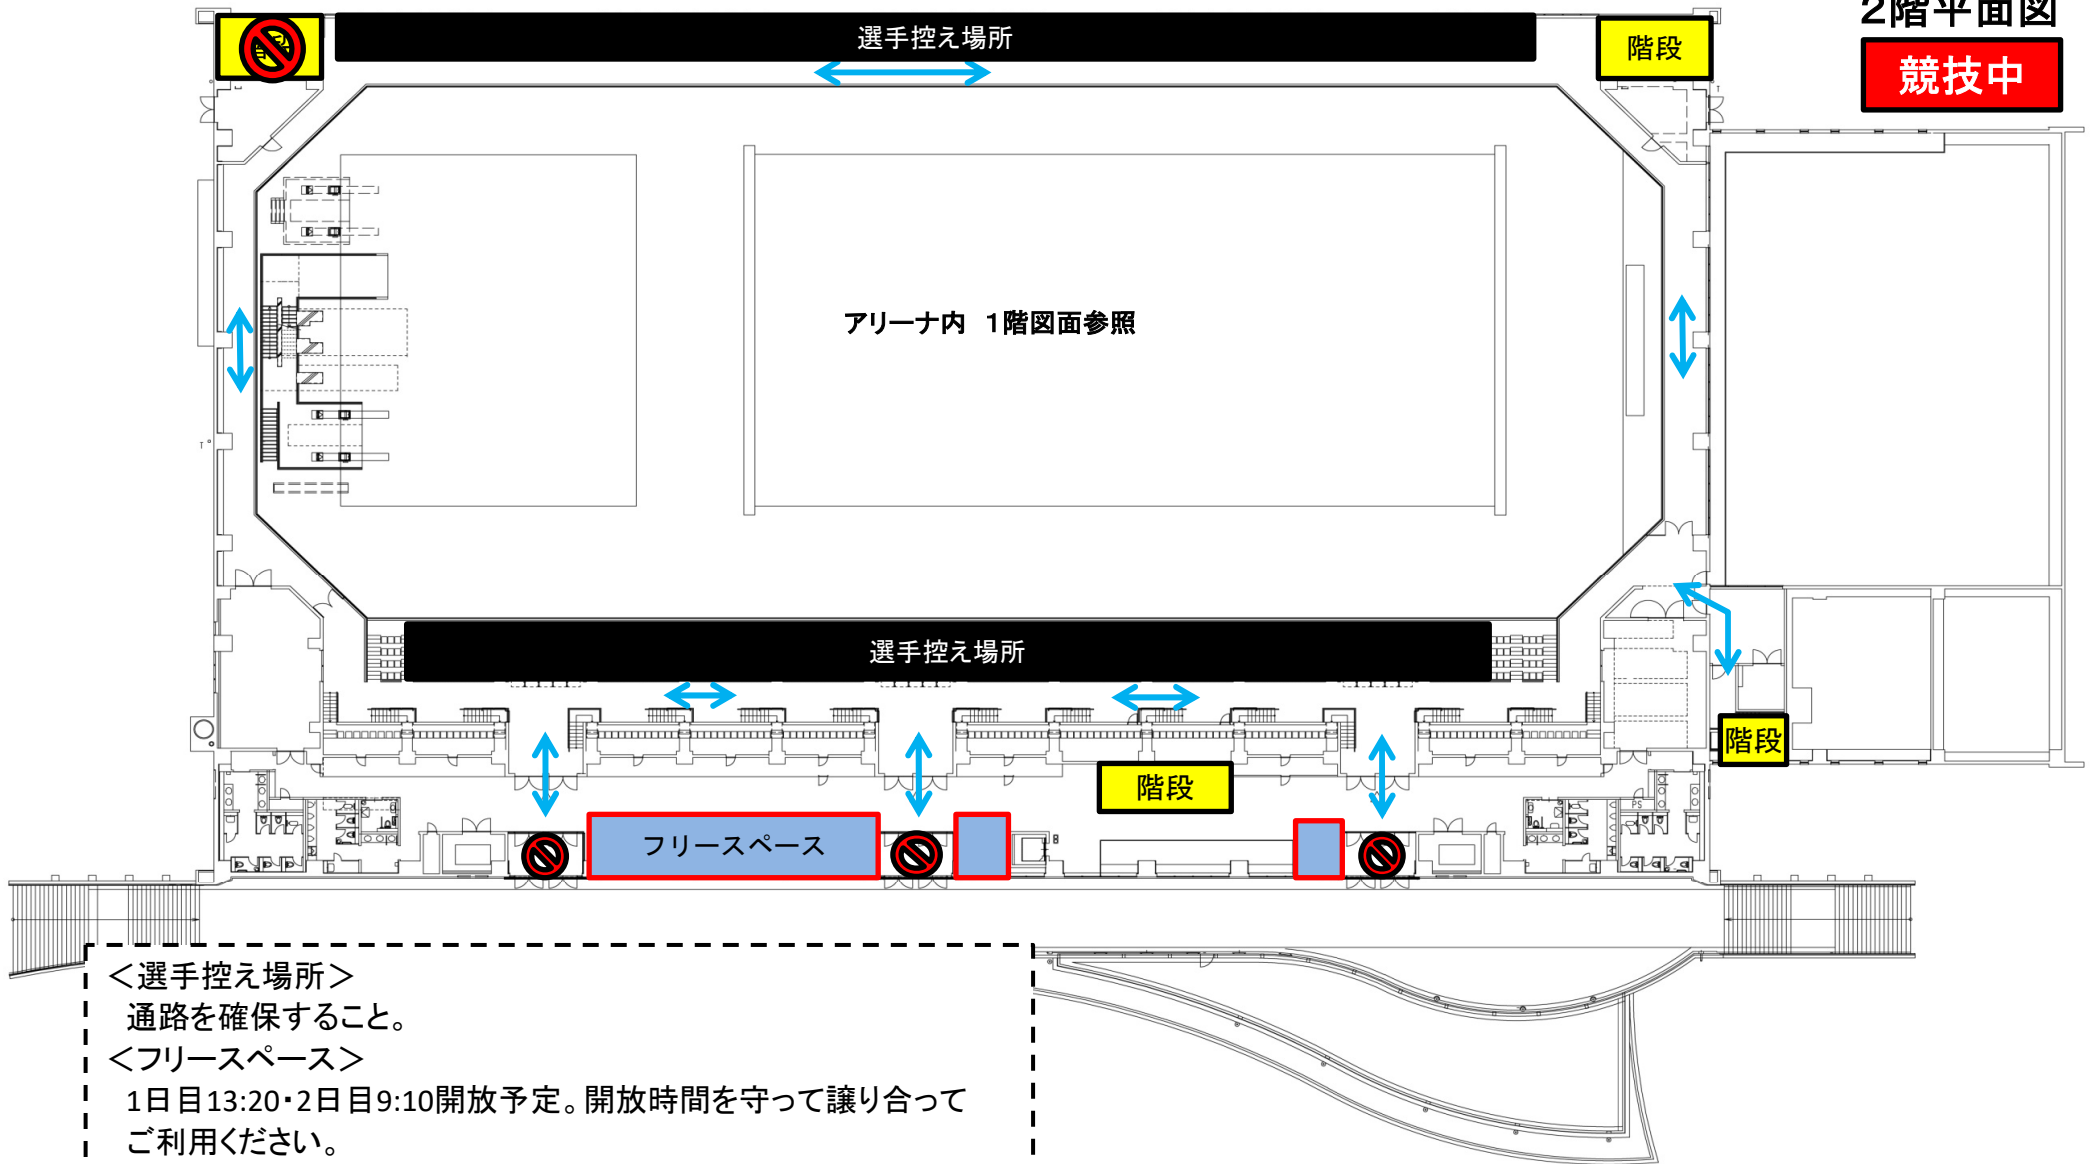 2階平面図
競技中
選手控え場所
階段
アリーナ内 1階図面参照
選手控え場所
階段
階段
フリースペース
PS
＜選手控え場所＞
通路を確保すること。
＜フリースペース＞
1日目13:20･2日目9:10開放予定。開放時間を守って譲り合って
ご利用ください。